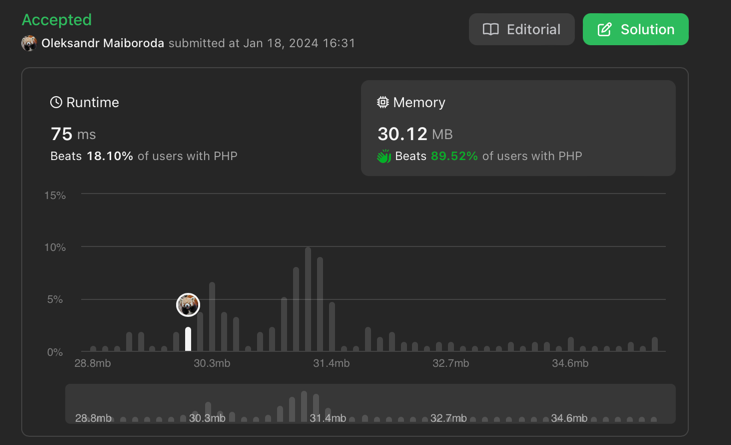 Accepted
Editorial
Solution
Oleksandr Maiboroda submitted at Jan 18, 2024 16:31
Runtime
Memory
75 ms
30.12 MB
Beats 18.10% of users with PHP
Beats 89.52% of users with PHP
15%
10%
5%
0%
28.8mb 30.3mb 31.4mb 32.7mb 34.6mb
28.8mb 30.3mb 31.4mb 32.7mb 34.6mb